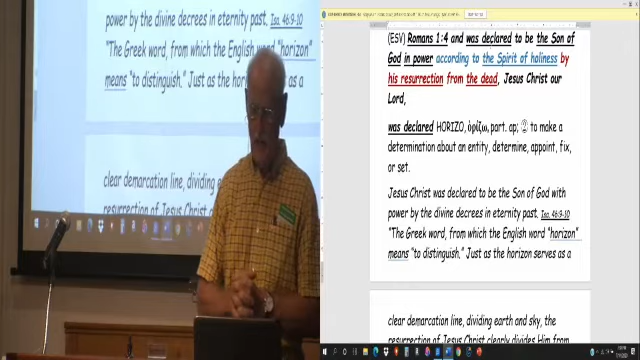 power by the divine decrees in eternity past. Isa. 46:9-10
"The Greek word, from which the English word "horizon"
means "to distinguish." Just as the hor as a
clear demarcation line, dividing
resurrection of Jesus Christ
(ESV) Romans 1:4 and was declared to be the Son of
God in power according to the Spirit of holiness by
his resurrection from the dead, Jesus Christ our
Lord,
was declared HORIZO, ὁρίζω, part. ap; ② to make a
determination about an entity, determine, appoint, fix,
or set.
Jesus Christ was declared to be the Son of God with
power by the divine decrees in eternity past. Isa. 46:9-10
"The Greek word, from which the English word "horizon"
means "to distinguish." Just as the horizon serves as a
clear demarcation line, dividing earth and sky, the
resurrection of Jesus Christ clearly divides Him from